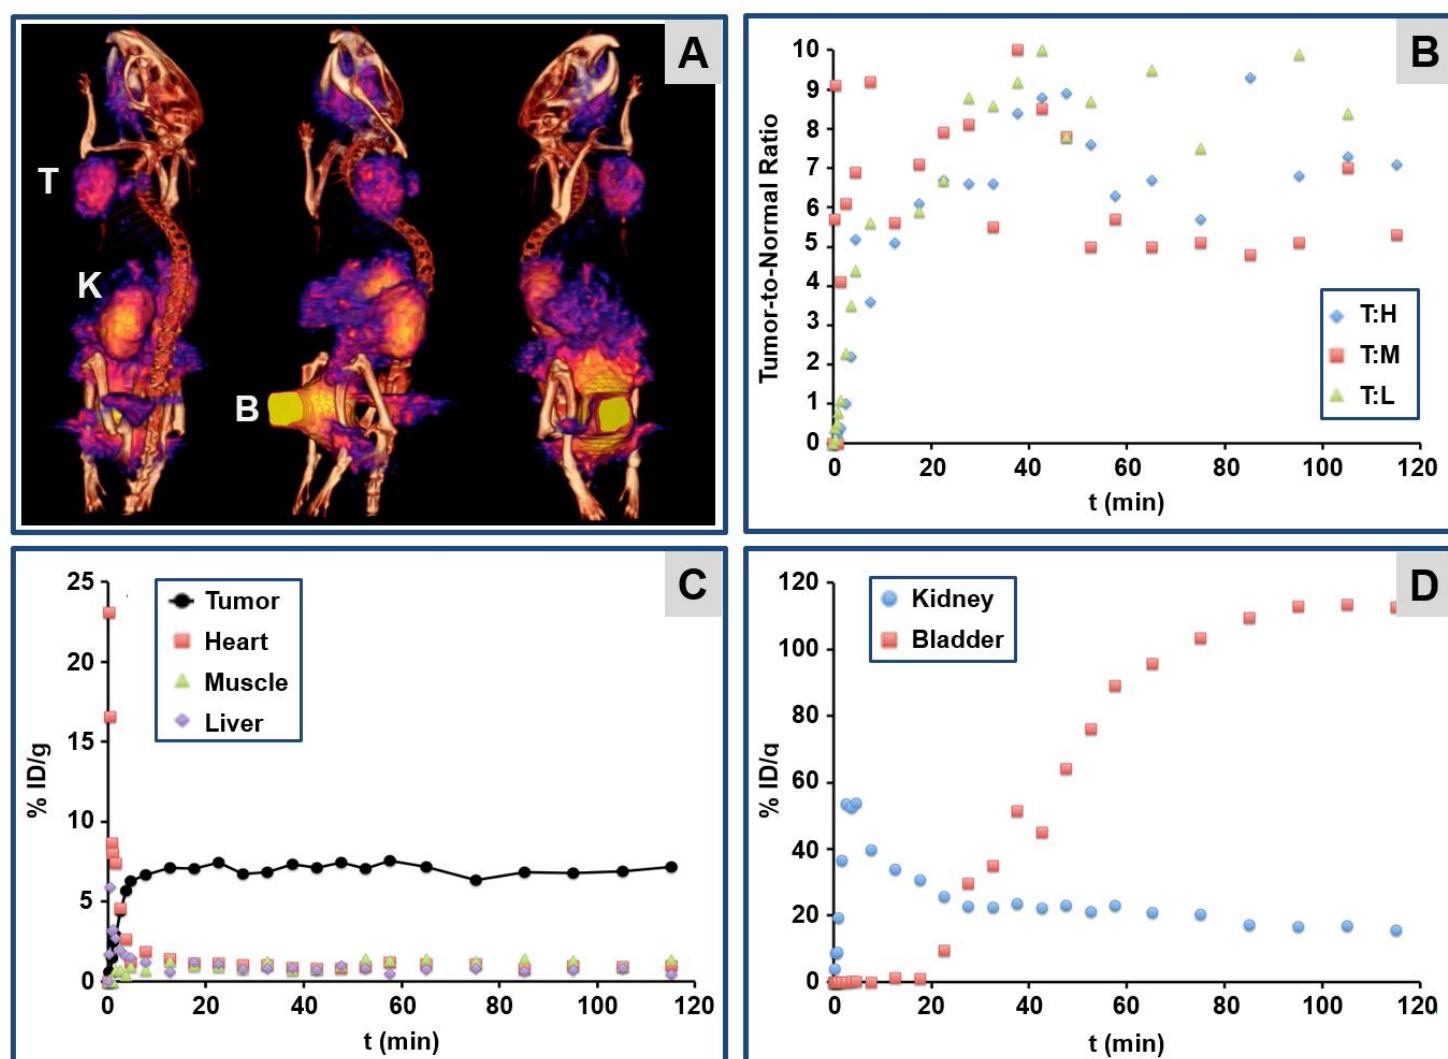 A
T
K
B
B
Tumor-to-Normal Ratio
10
9
8
7
6
5
4
3
2
1
0
0 20 40 60 80 100 120
t (min)
T:H
T:M
T:L
C
% ID/g
25
20
15
10
5
0
0 20 40 60 80 100 120
t (min)
Tumor
Heart
Muscle
Liver
D
% ID/g
120
100
80
60
40
20
0
0 20 40 60 80 100 120
t (min)
Kidney
Bladder